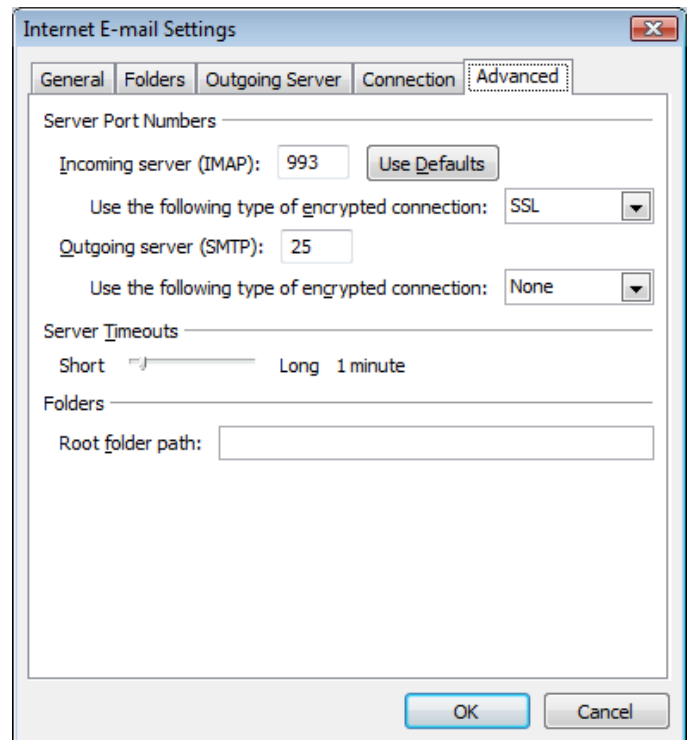 Internet E-mail Settings
General Folders Outgoing Server Connection Advanced
Server Port Numbers
Incoming server (IMAP): 993 Use Defaults
Use the following type of encrypted connection: SSL
Outgoing server (SMTP): 25
Use the following type of encrypted connection: None
Server Timeouts
Short Long 1 minute
Folders
Root folder path:
OK Cancel